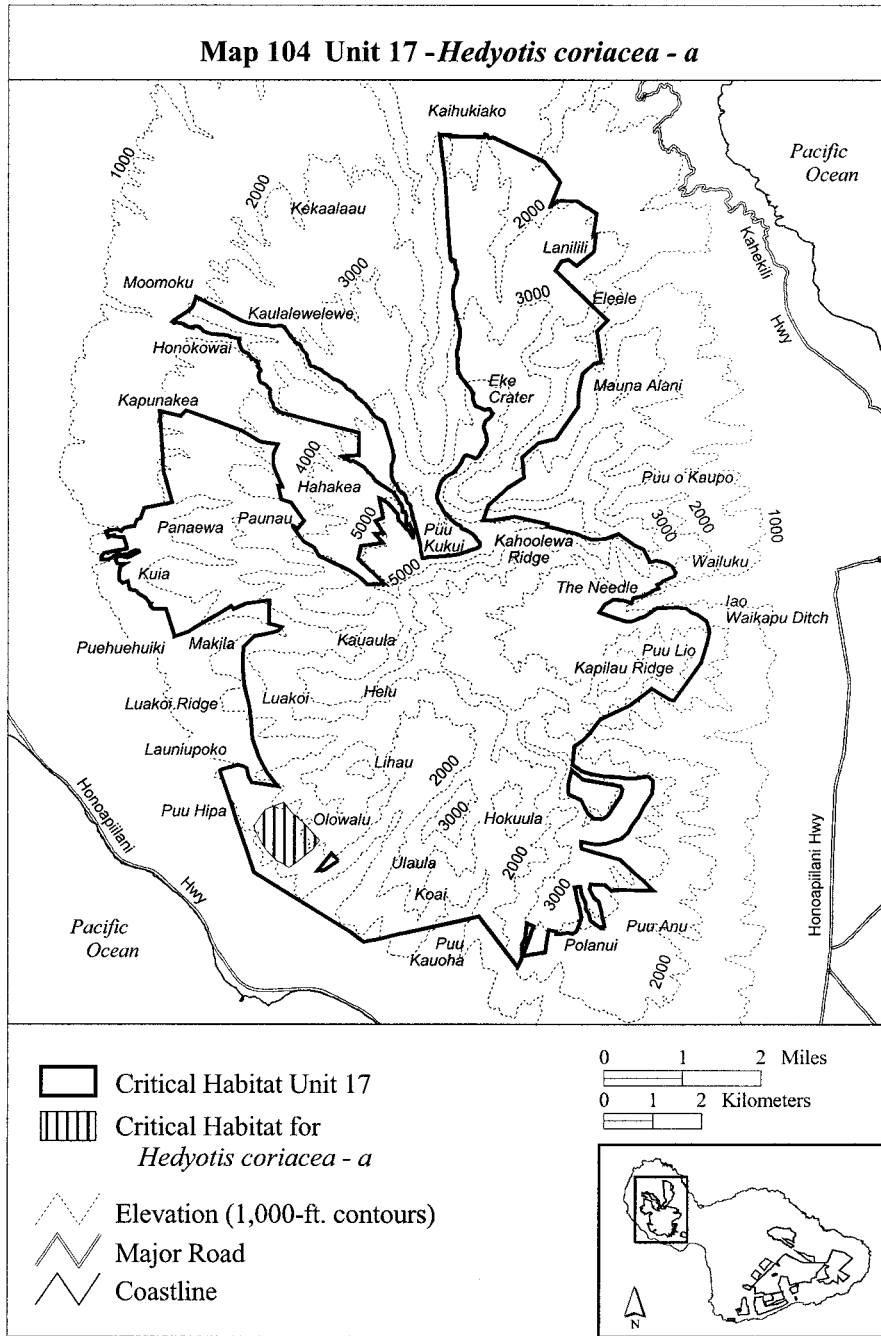 Map 104 Unit 17 - Hedyotis coriacea - a
Kaihukiako
Pacific
Ocean
1000
2000
Kekaalaau
2000
Lanilili
Kahekili
Hwy
3000
Moomoku
Kaulalewelewe
3000
Eleele
Honokowai
Eke
Crater
Mauna Alani
Kapunakea
4000
Hahakea
Puu o Kaupo
2000
3000
1000
Panaewa
Paunau
5000
Puu
Kukui
Kahoolewa
Ridge
Wailuku
Kuia
5000
The Needle
Iao
Waikapu Ditch
Puehuehuiki
Makila
Kauaula
Puu Lio
Kapilau Ridge
Luakoi Ridge
Luakoi
Helu
Launiupoko
Lihau
2000
Honoapiilani
Hwy
Puu Hipa
Olowalu
3000
Hokuula
Honoapiilani Hwy
Ulaula
2000
Koai
3000
Pacific
Ocean
Puu
Kauoha
Polanui
Puu Anu
2000
Critical Habitat Unit 17
Critical Habitat for
Hedyotis coriacea - a
Elevation (1,000-ft. contours)
Major Road
Coastline
0 1 2 Miles
0 1 2 Kilometers
N